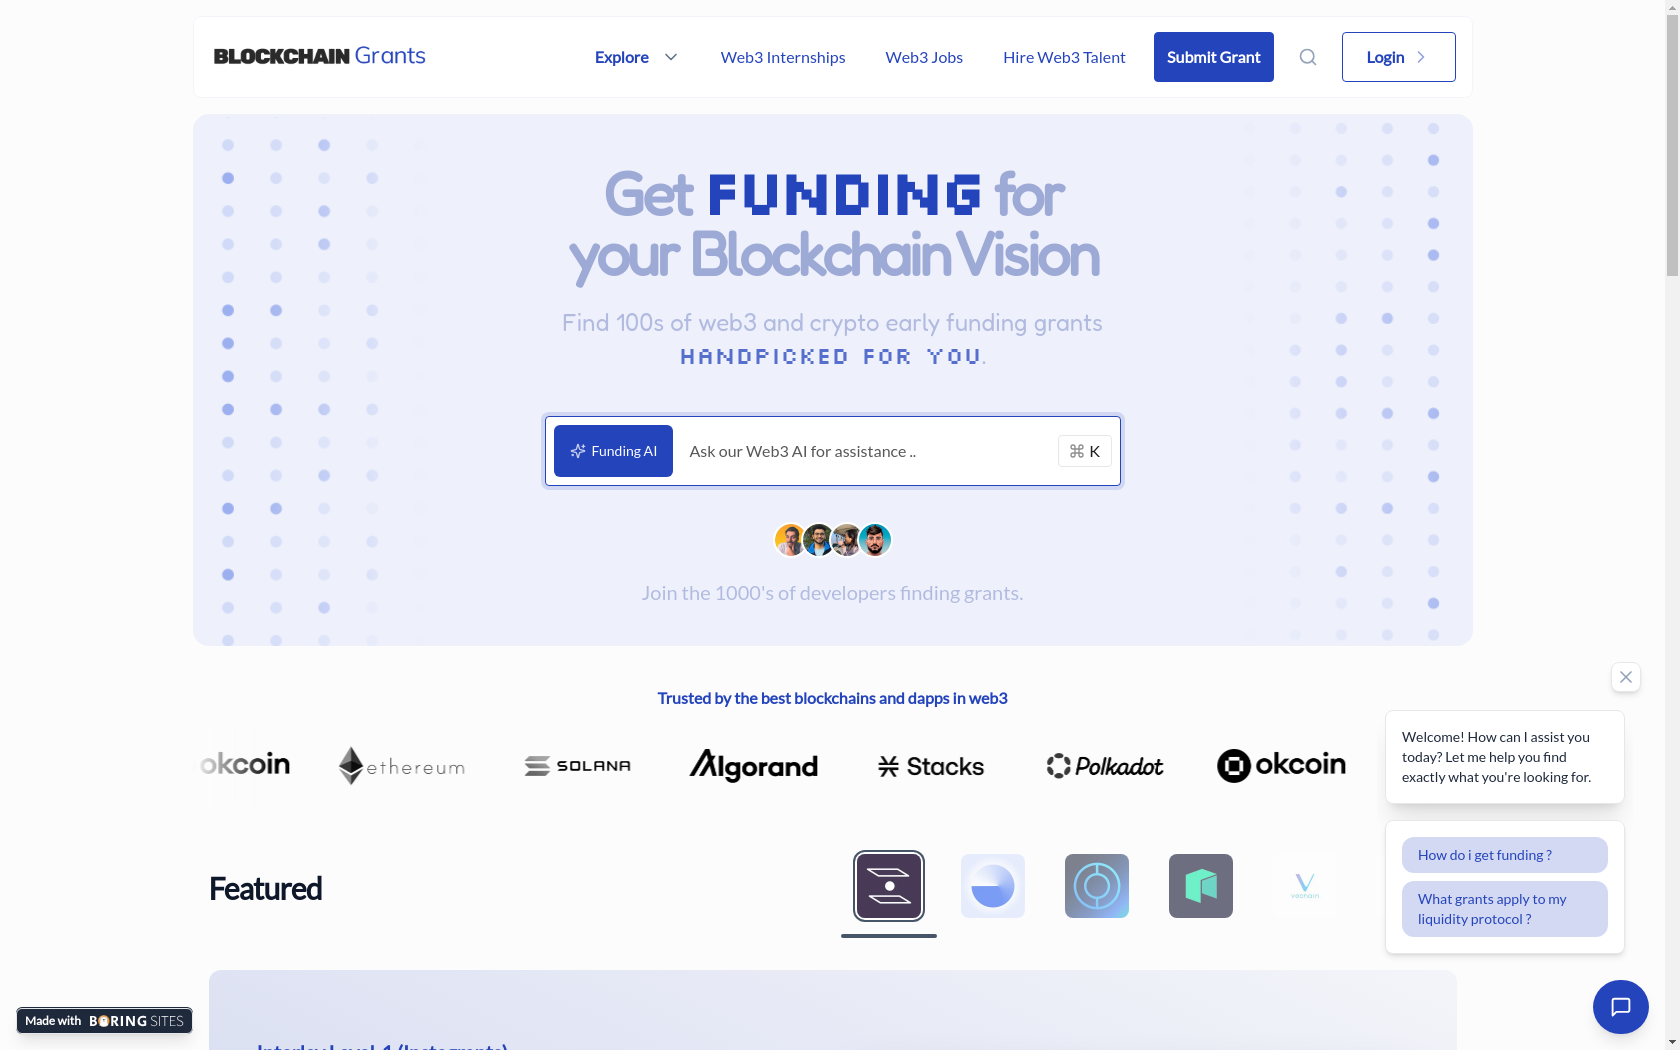 BLOCKCHAIN Grants
Explore
Web3 Internships
Web3 Jobs
Hire Web3 Talent
Submit Grant
Login
Get FUNDING for
your Blockchain Vision
Find 100s of web3 and crypto early funding grants
HANDPICKED FOR YOU.
Funding AI
Ask our Web3 AI for assistance ..
⌘ K
Join the 1000's of developers finding grants.
Trusted by the best blockchains and dapps in web3
okcoin
ethereum
SOLANA
Algorand
Stacks
Polkadot
okcoin
Welcome! How can I assist you
today? Let me help you find
exactly what you're looking for.
Featured
vechain
How do i get funding ?
What grants apply to my
liquidity protocol ?
Made with BORING SITES
Interlay Level-1 (Instagrants)